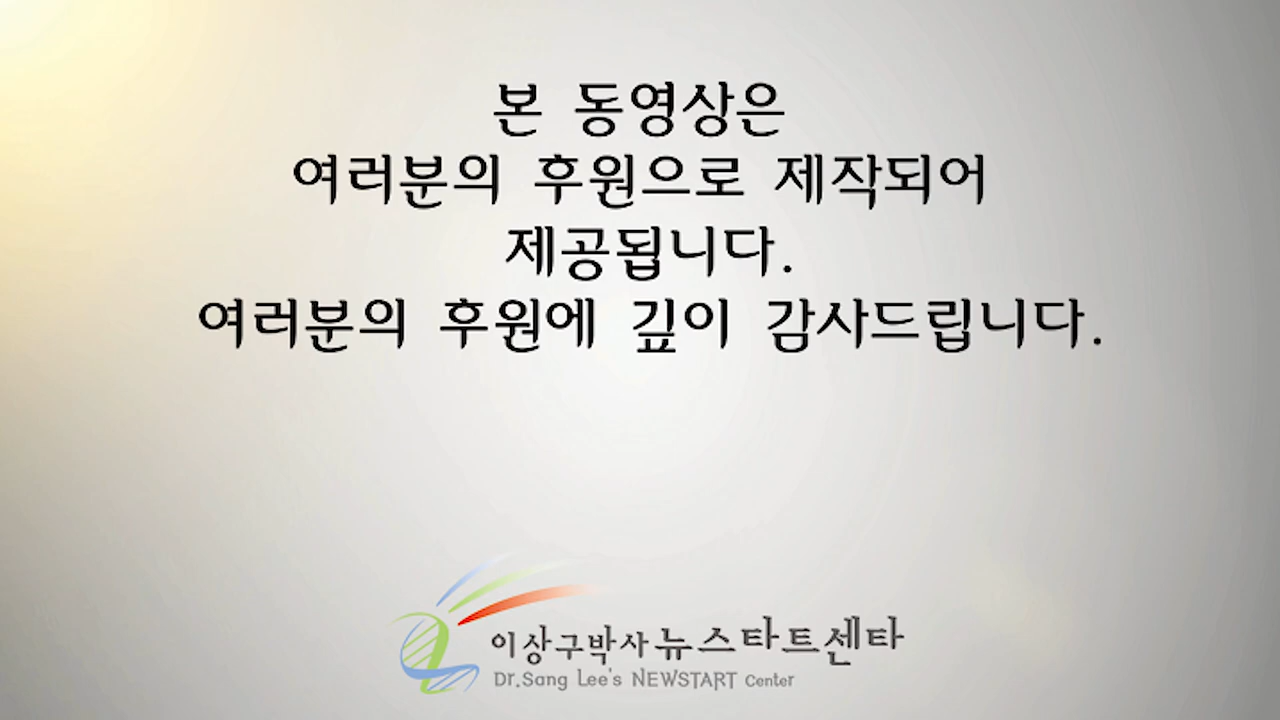 본 동영상은
여러분의 후원으로 제작되어
제공됩니다.
여러분의 후원에 깊이 감사드립니다.
이상구박사뉴스타트센타
Dr.Sang Lee's NEWSTART Center